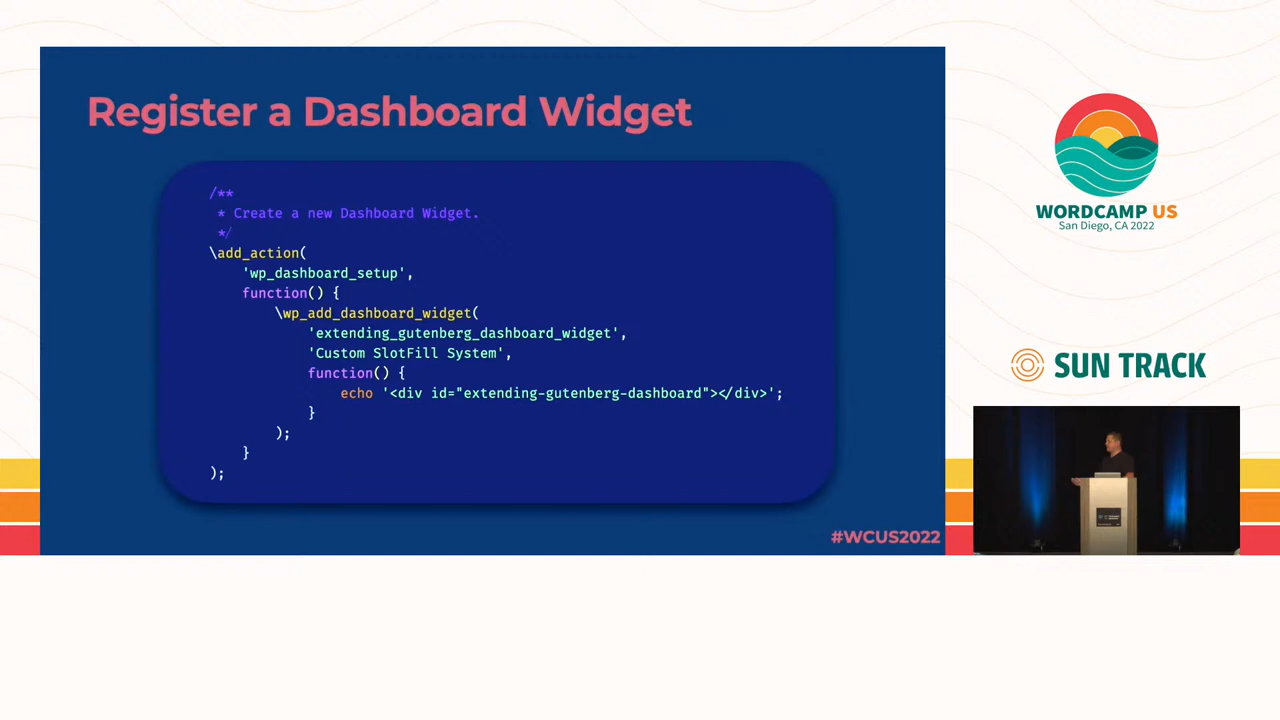 Register a Dashboard Widget
/**
 * Create a new Dashboard Widget.
 */
\add_action(
    'wp_dashboard_setup',
    function() {
        \wp_add_dashboard_widget(
            'extending_gutenberg_dashboard_widget',
            'Custom SlotFill System',
            function() {
                echo '<div id="extending-gutenberg-dashboard"></div>';
            }
        );
    }
);
#WCUS2022
WORDCAMP US
San Diego, CA 2022
SUN TRACK